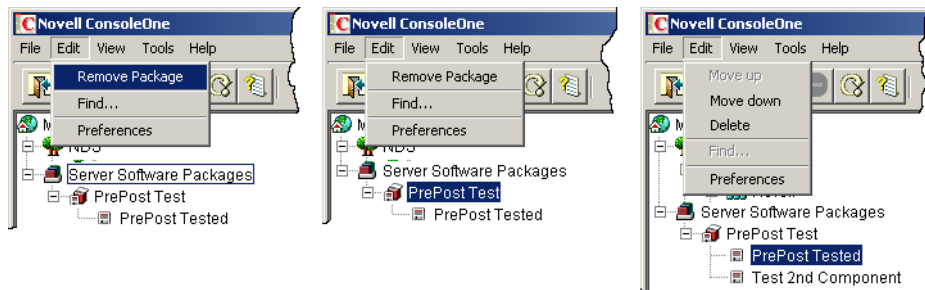 Novell ConsoleOne
File Edit View Tools Help
Remove Package
Find...
Preferences
NDS
Server Software Packages
PrePost Test
PrePost Tested
Novell ConsoleOne
File Edit View Tools Help
Remove Package
Find...
Preferences
NDS
Server Software Packages
PrePost Test
PrePost Tested
Novell ConsoleOne
File Edit View Tools Help
Move up
Move down
Delete
Find...
Preferences
Server Software Packages
PrePost Test
PrePost Tested
Test 2nd Component